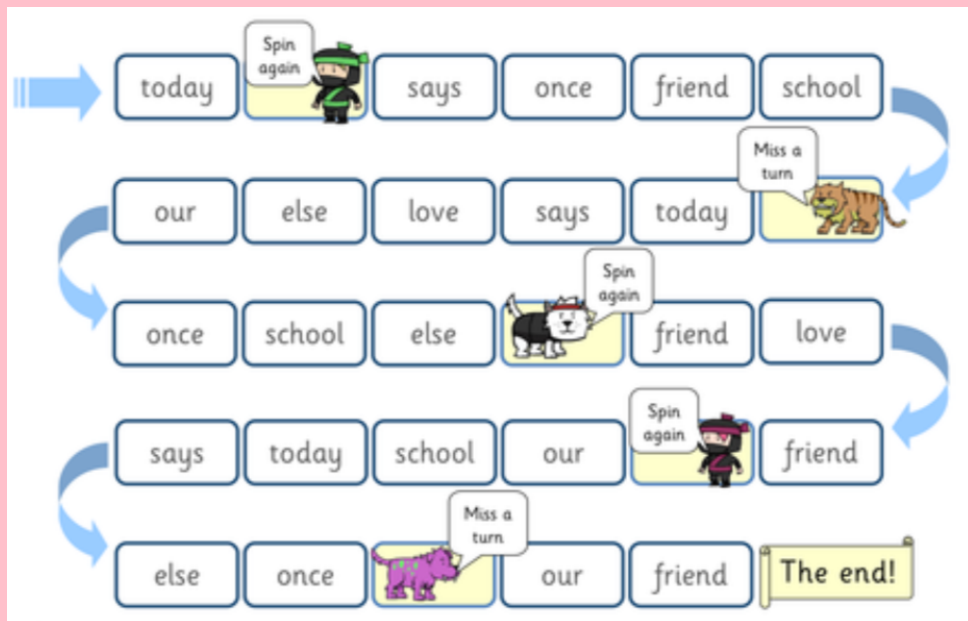 today
Spin
again
says
once
friend
school
Miss a
turn
our
else
love
says
today
once
school
else
Spin
again
friend
love
says
today
school
our
Spin
again
friend
else
once
Miss a
turn
our
friend
The end!